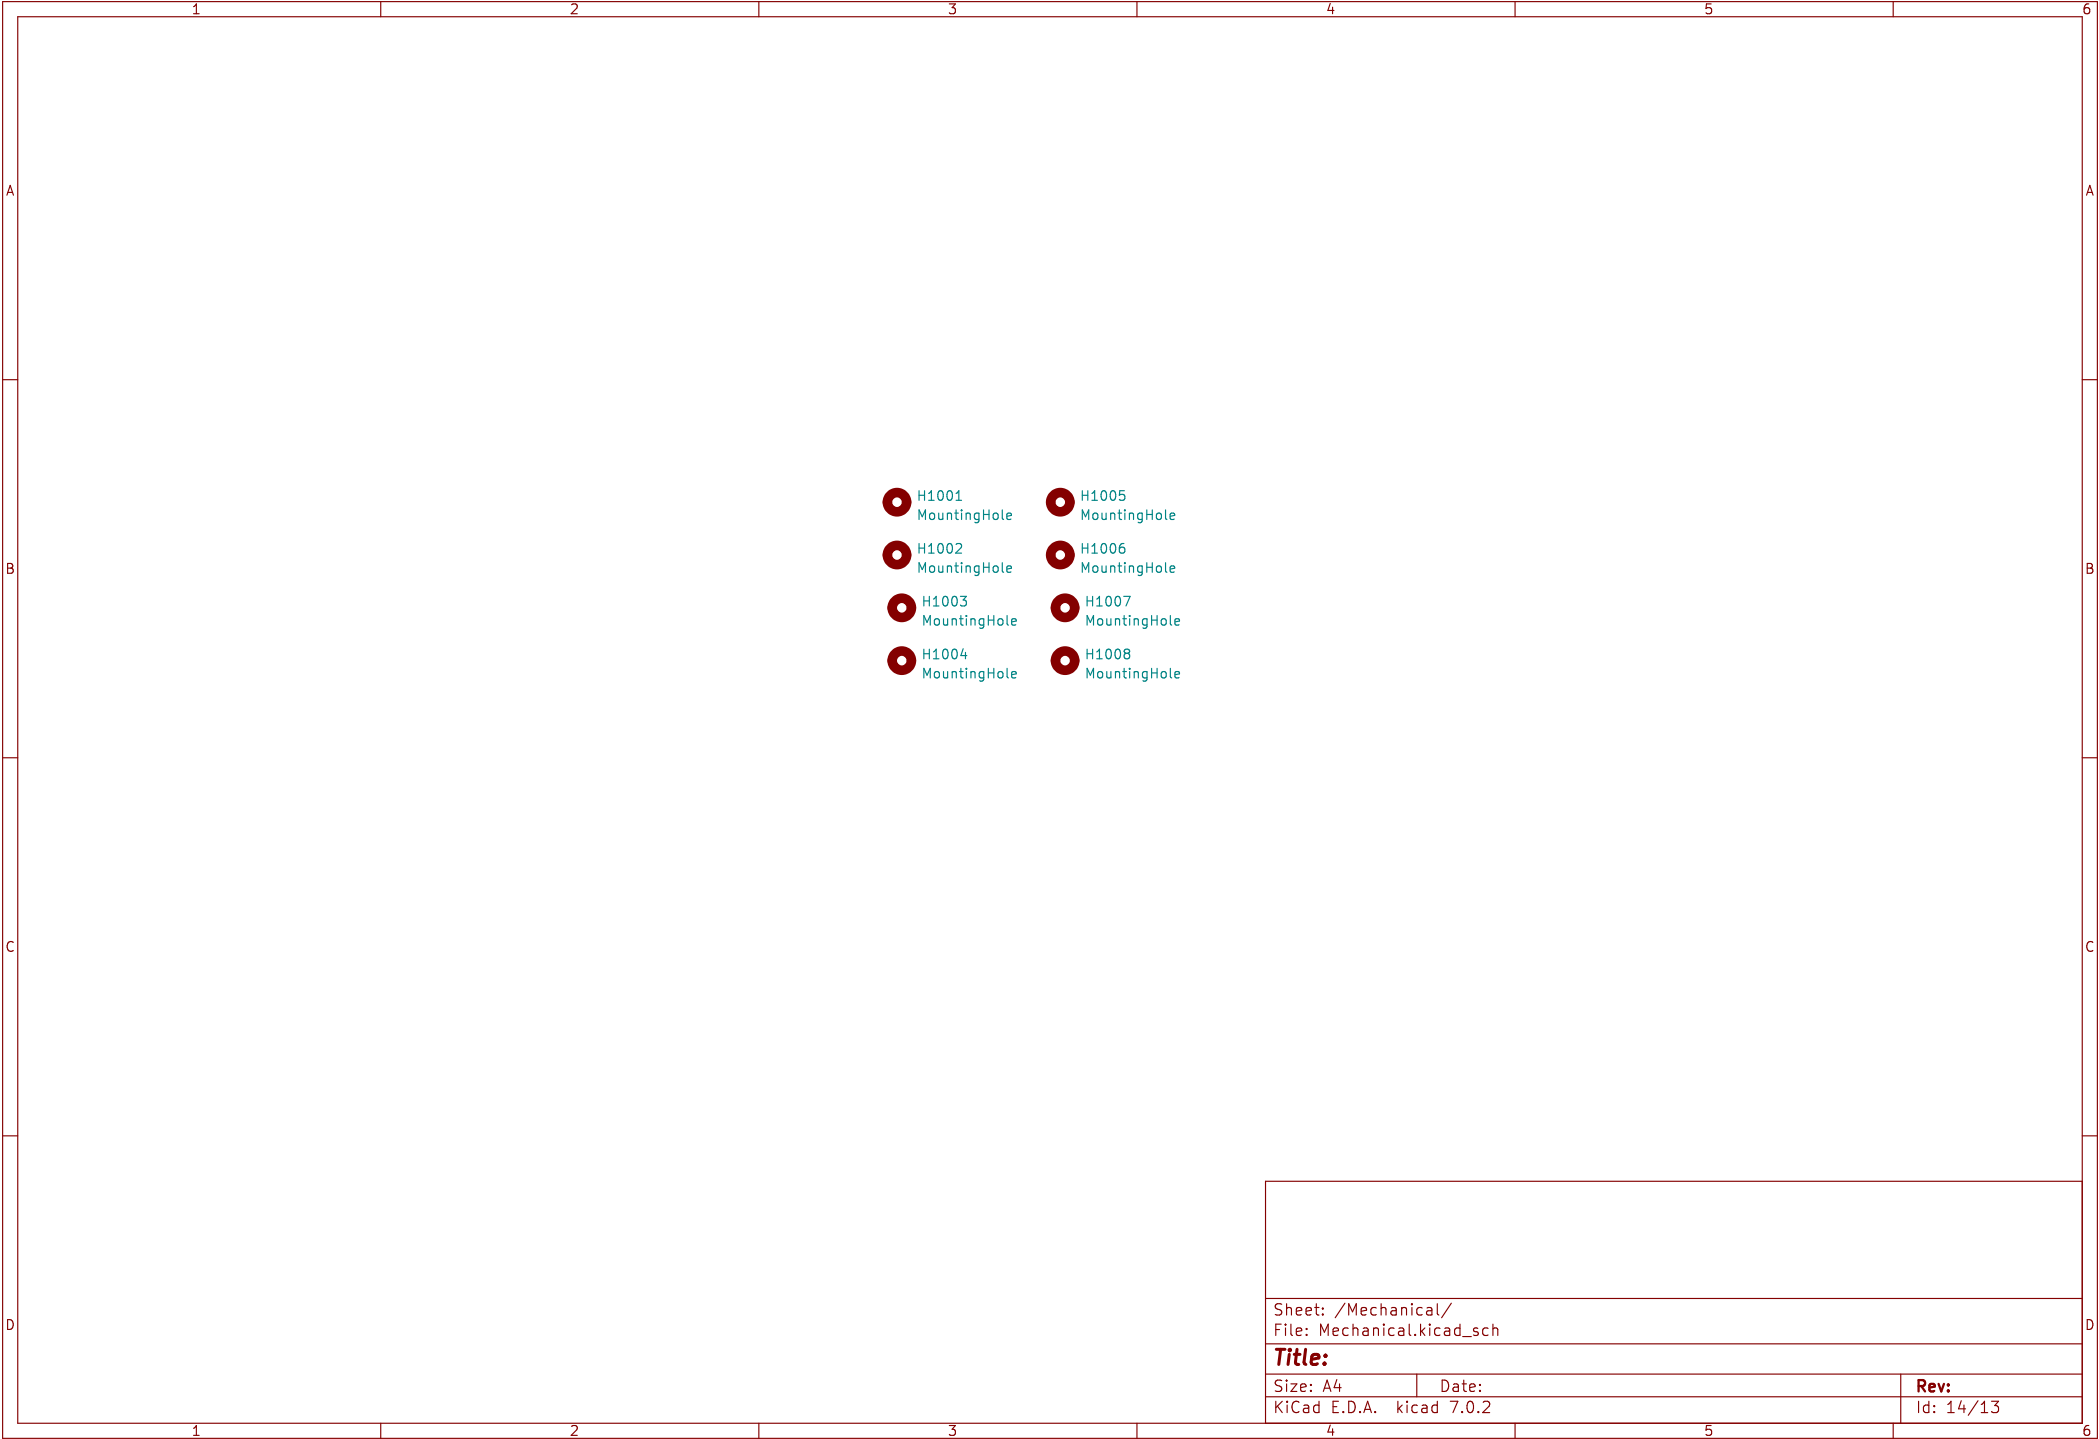 1 2 3 4 5 6
A A
H1001 H1005
MountingHole MountingHole
H1002 H1006
MountingHole MountingHole
B B
H1003 H1007
MountingHole MountingHole
H1004 H1008
MountingHole MountingHole
C C
Sheet: /Mechanical/
File: Mechanical.kicad_sch
D D
Title:
Size: A4 Date: Rev:
KiCad E.D.A. kicad 7.0.2 Id: 14/13
1 2 3 4 5 6